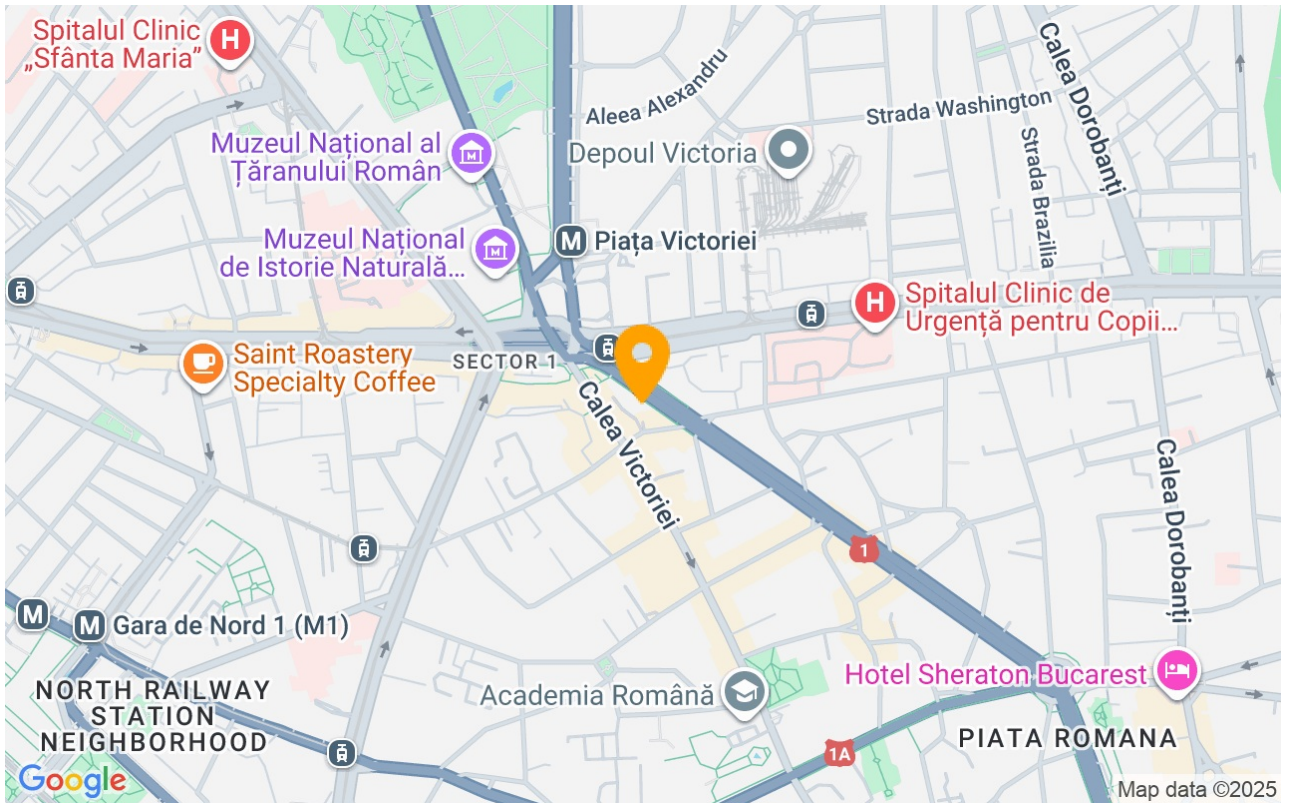 Spitalul Clinic
„Sfânta Maria”
H
Calea Dorobanți
Aleea Alexandru
Strada Washington
Muzeul Național al
Țăranului Român
M
Depoul Victoria
Strada Brazilia
Muzeul Național
de Istorie Naturală...
M
M Piața Victoriei
H
Spitalul Clinic de
Urgență pentru Copii...
Saint Roastery
Specialty Coffee
SECTOR 1
Calea Victoriei
Calea Dorobanți
1
M
M Gara de Nord 1 (M1)
Hotel Sheraton Bucarest
Academia Română
NORTH RAILWAY
STATION
NEIGHBORHOOD
PIATA ROMANA
1A
Google
Map data ©2025